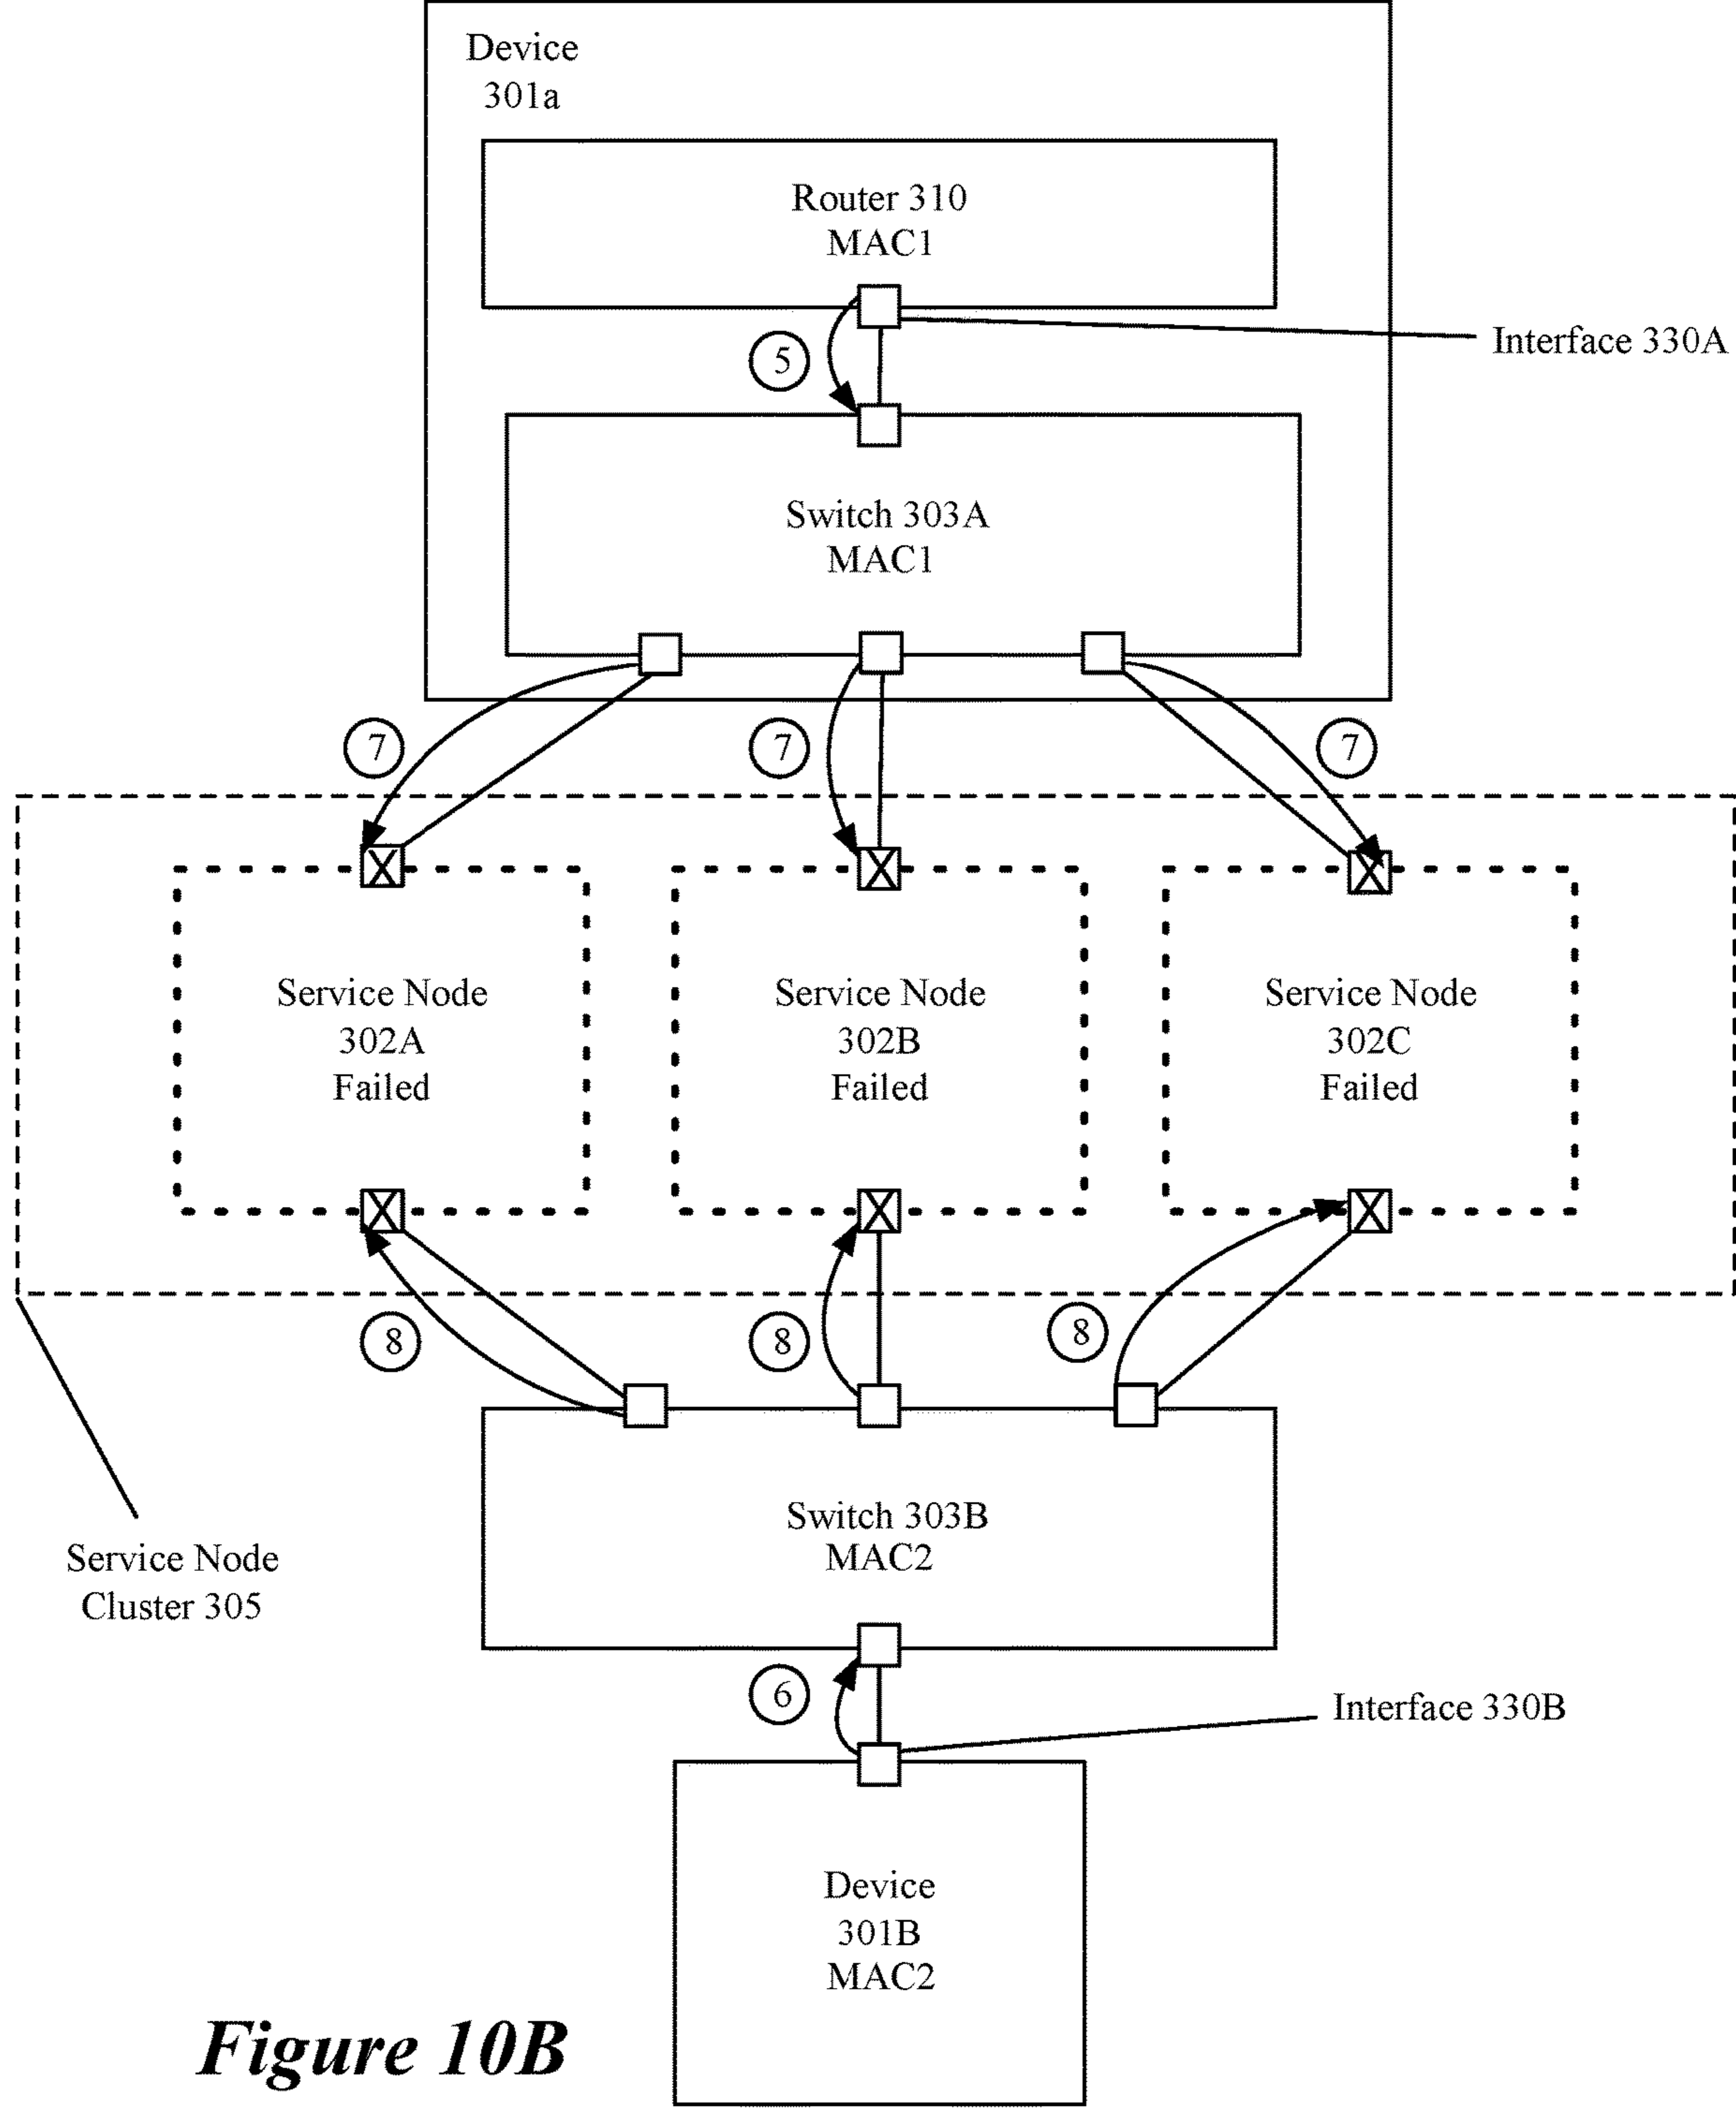 Device
301a
Router 310
MAC1
Interface 330A
5
Switch 303A
MAC1
7
7
7
Service Node
302A
Failed
Service Node
302B
Failed
Service Node
302C
Failed
8
8
8
Switch 303B
MAC2
Service Node
Cluster 305
6
Interface 330B
Device
301B
MAC2
Figure 10B